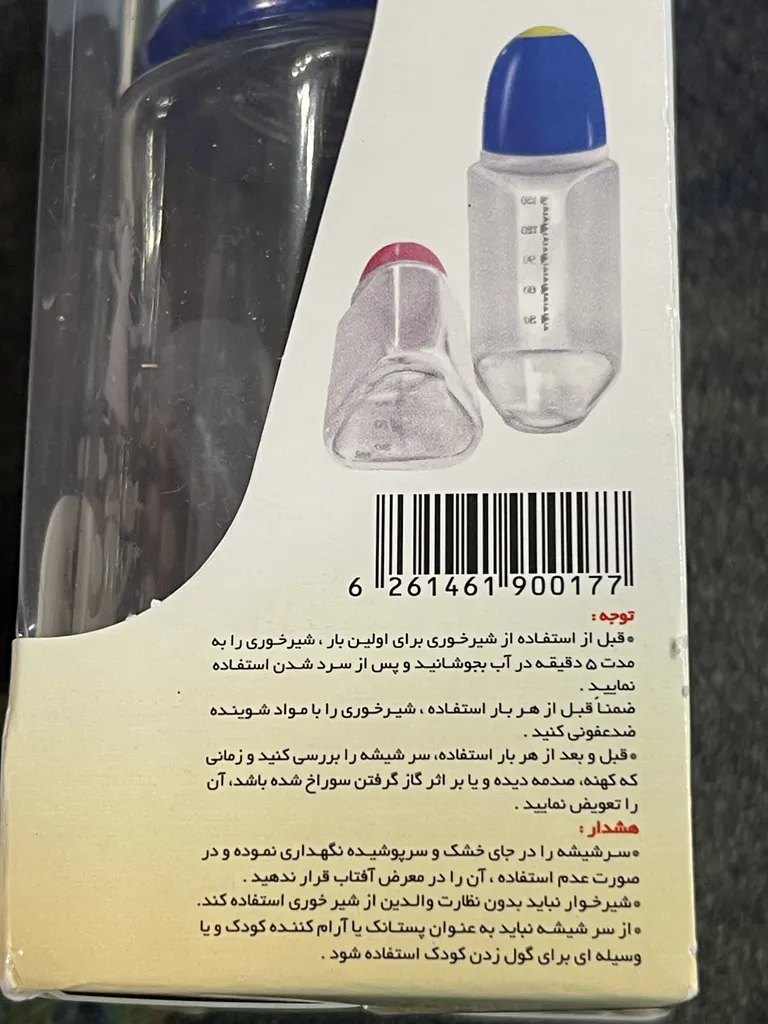 150
120
90
60
30
6 261461 900177
توجه :
•قبل از استفاده از شیرخوری برای اولین بار ، شیرخوری را به
مدت ۵ دقیقه در آب بجوشانید و پس از سرد شدن استفاده
نمایید .
ضمناً قبل از هر بار استفاده ، شیرخوری را با مواد شوینده
ضدعفونی کنید .
•قبل و بعد از هر بار استفاده، سر شیشه را بررسی کنید و زمانی
که کهنه، صدمه دیده و یا بر اثر گاز گرفتن سوراخ شده باشد، آن
را تعویض نمایید .
هشدار :
•سرشیشه را در جای خشک و سرپوشیده نگهداری نموده و در
صورت عدم استفاده ، آن را در معرض آفتاب قرار ندهید .
•شیرخوار نباید بدون نظارت والدین از شیر خوری استفاده کند.
•از سر شیشه نباید به عنوان پستانک یا آرام کننده کودک و یا
وسیله ای برای گول زدن کودک استفاده شود .